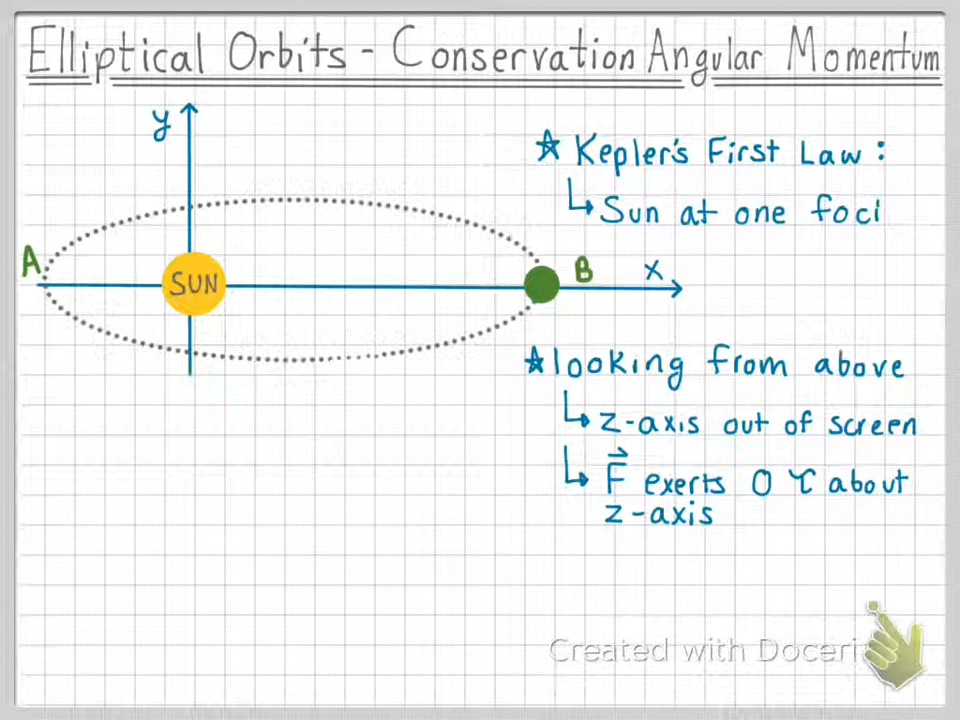 Elliptical Orbits - Conservation Angular Momentum
y
☆ Kepler's First Law :
↳ Sun at one foci
A
SUN
B
x
☆ looking from above
↳ z-axis out of screen
↳ F⃗ exerts 0 τ about
z-axis
Created with Doceri